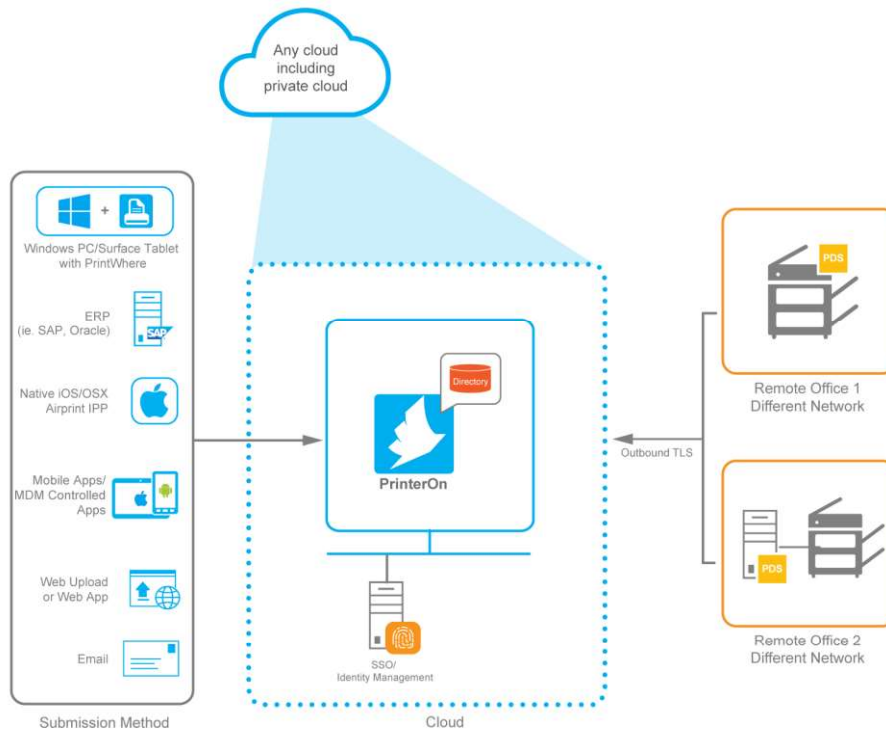 Any cloud
including
private cloud
+
Windows PC/Surface Tablet
with PrintWhere
ERP
(ie. SAP, Oracle)
SAP
Native iOS/OSX
Airprint IPP
Mobile Apps/
MDM Controlled
Apps
Web Upload
or Web App
Email
Submission Method
Directory
PrinterOn
SSO/
Identity Management
Cloud
Outbound TLS
PDS
Remote Office 1
Different Network
PDS
Remote Office 2
Different Network